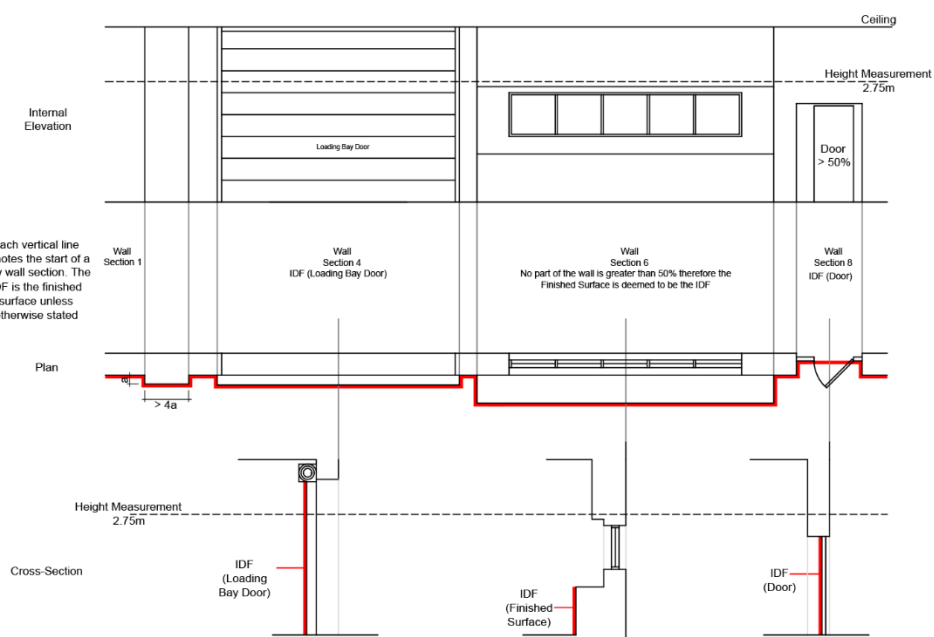 Ceiling
Height Measurement
2.75m
Internal
Elevation
Loading Bay Door
Door
> 50%
ach vertical line
notes the start of a
w wall section. The
F is the finished
surface unless
therwise stated
Wall
Section 1
Wall
Section 4
IDF (Loading Bay Door)
Wall
Section 6
No part of the wall is greater than 50% therefore the
Finished Surface is deemed to be the IDF
Wall
Section 8
IDF (Door)
Plan
a
> 4a
Height Measurement
2.75m
Cross-Section
IDF
(Loading
Bay Door)
IDF
(Finished
Surface)
IDF
(Door)